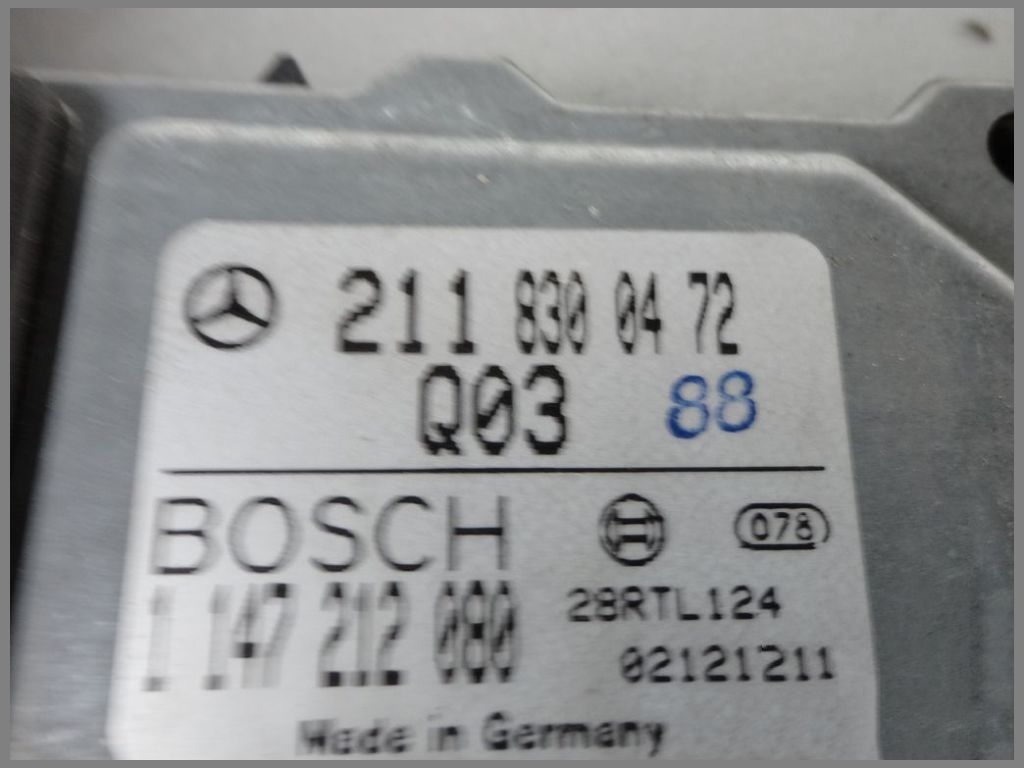 211 830 04 72
Q03 88
BOSCH 078
1 147 212 080 28RTL124
02121211
Made in Germany